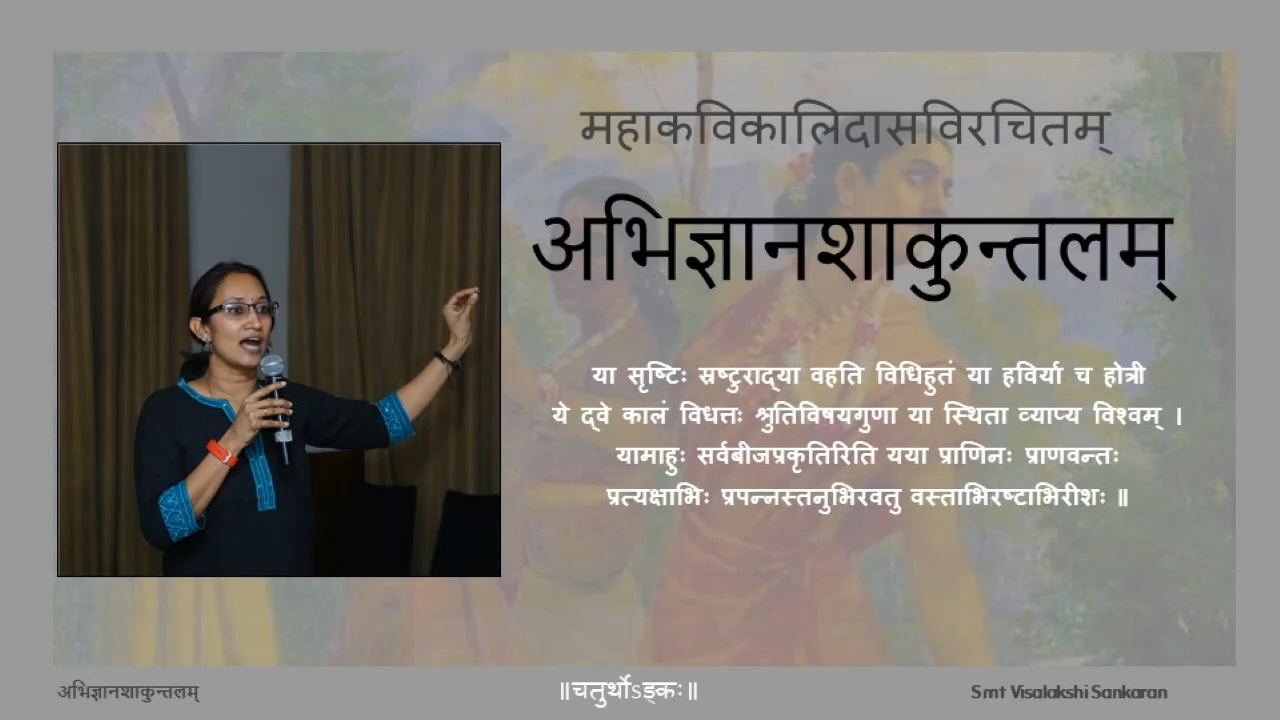 महाकविकालिदासविरचितम्
अभिज्ञानशाकुन्तलम्
या सृष्टिः स्रष्टुराद्या वहति विधिहुतं या हविर्या च होत्री
ये द्वे कालं विधत्तः श्रुतिविषयगुणा या स्थिता व्याप्य विश्वम् ।
यामाहुः सर्वबीजप्रकृतिरिति यया प्राणिनः प्राणवन्तः
प्रत्यक्षाभिः प्रपन्नस्तनुभिरवतु वस्ताभिरष्टाभिरीशः ॥
अभिज्ञानशाकुन्तलम्
॥चतुर्थोऽङ्कः॥
Smt Visalakshi Sankaran